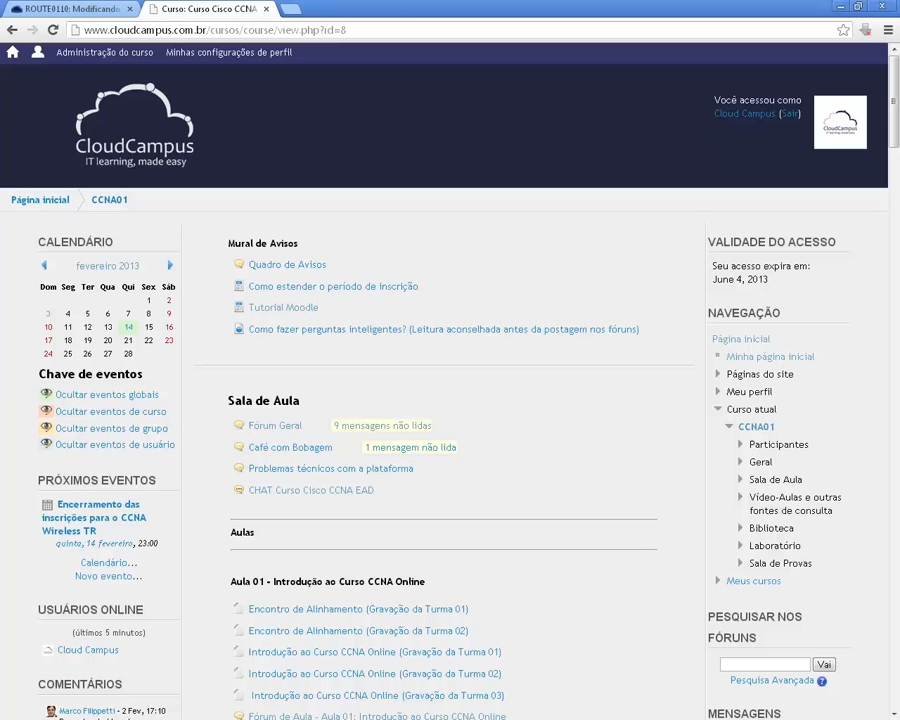 ROUTE0110: Modificando
Curso: Curso Cisco CCNA
www.cloudcampus.com.br/cursos/course/view.php?id=8
Administração do curso
Minhas configurações de perfil
CloudCampus
IT learning, made easy
Você acessou como
Cloud Campus (Sair)
Página inicial
CCNA01
CALENDÁRIO
fevereiro 2013
Dom Seg Ter Qua Qui Sex Sáb
1 2
3 4 5 6 7 8 9
10 11 12 13 14 15 16
17 18 19 20 21 22 23
24 25 26 27 28
Chave de eventos
Ocultar eventos globais
Ocultar eventos de curso
Ocultar eventos de grupo
Ocultar eventos de usuário
PRÓXIMOS EVENTOS
Encerramento das
inscrições para o CCNA
Wireless TR
quinta, 14 fevereiro, 23:00
Calendário...
Novo evento...
USUÁRIOS ONLINE
(últimos 5 minutos)
Cloud Campus
COMENTÁRIOS
Marco Filippetti - 2 Fev, 17:10
Mural de Avisos
Quadro de Avisos
Como estender o período de inscrição
Tutorial Moodle
Como fazer perguntas inteligentes? (Leitura aconselhada antes da postagem nos fóruns)
Sala de Aula
Fórum Geral 9 mensagens não lidas
Café com Bobagem 1 mensagem não lida
Problemas técnicos com a plataforma
CHAT Curso Cisco CCNA EAD
Aulas
Aula 01 - Introdução ao Curso CCNA Online
Encontro de Alinhamento (Gravação da Turma 01)
Encontro de Alinhamento (Gravação da Turma 02)
Introdução ao Curso CCNA Online (Gravação da Turma 01)
Introdução ao Curso CCNA Online (Gravação da Turma 02)
Introdução ao Curso CCNA Online (Gravação da Turma 03)
Fórum de Aula - Aula 01: Introdução ao Curso CCNA Online
VALIDADE DO ACESSO
Seu acesso expira em:
June 4, 2013
NAVEGAÇÃO
Página inicial
Minha página inicial
Páginas do site
Meu perfil
Curso atual
CCNA01
Participantes
Geral
Sala de Aula
Vídeo-Aulas e outras
fontes de consulta
Biblioteca
Laboratório
Sala de Provas
Meus cursos
PESQUISAR NOS
FÓRUNS
Vai
Pesquisa Avançada
MENSAGENS